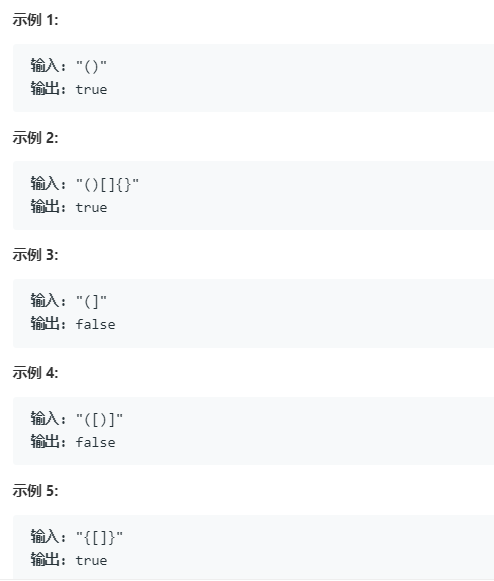 示例 1:
输入: "()"
输出: true
示例 2:
输入: "()[]{}"
输出: true
示例 3:
输入: "(]"
输出: false
示例 4:
输入: "([)]"
输出: false
示例 5:
输入: "{[]}"
输出: true